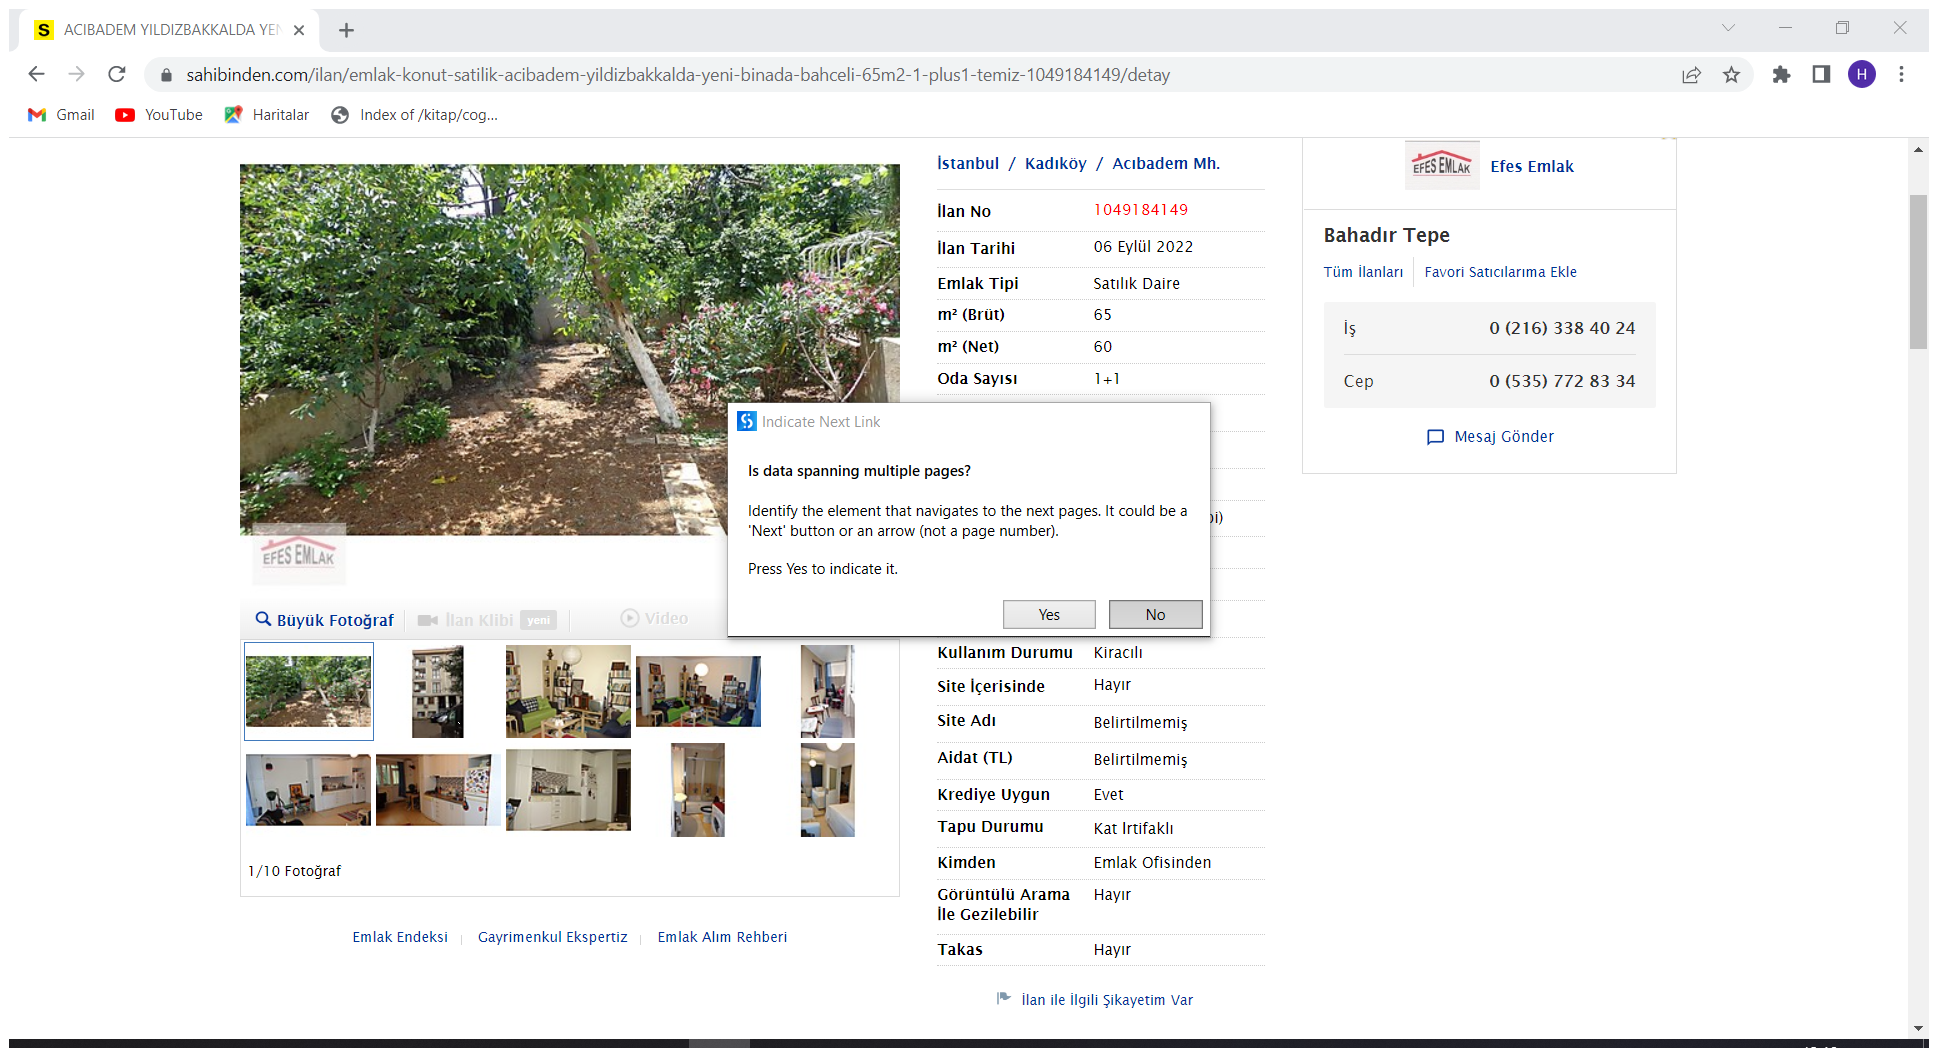 S ACIBADEM YILDIZBAKKALDA YEN
sahibinden.com/ilan/emlak-konut-satilik-acibadem-yildizbakkalda-yeni-binada-bahceli-65m2-1-plus1-temiz-1049184149/detay
H
Gmail YouTube Haritalar Index of /kitap/cog...
EFES EMLAK
Büyük Fotoğraf İlan Klibi yeni Video
1/10 Fotoğraf
Emlak Endeksi Gayrimenkul Ekspertiz Emlak Alım Rehberi
İstanbul / Kadıköy / Acıbadem Mh.
İlan No 1049184149
İlan Tarihi 06 Eylül 2022
Emlak Tipi Satılık Daire
m² (Brüt) 65
m² (Net) 60
Oda Sayısı 1+1
Indicate Next Link
Is data spanning multiple pages?
Identify the element that navigates to the next pages. It could be a
'Next' button or an arrow (not a page number).
Press Yes to indicate it.
Yes No
Kullanım Durumu Kiracılı
Site İçerisinde Hayır
Site Adı Belirtilmemiş
Aidat (TL) Belirtilmemiş
Krediye Uygun Evet
Tapu Durumu Kat İrtifaklı
Kimden Emlak Ofisinden
Görüntülü Arama Hayır
İle Gezilebilir
Takas Hayır
İlan ile İlgili Şikayetim Var
EFES EMLAK Efes Emlak
Bahadır Tepe
Tüm İlanları Favori Satıcılarıma Ekle
İş 0 (216) 338 40 24
Cep 0 (535) 772 83 34
Mesaj Gönder